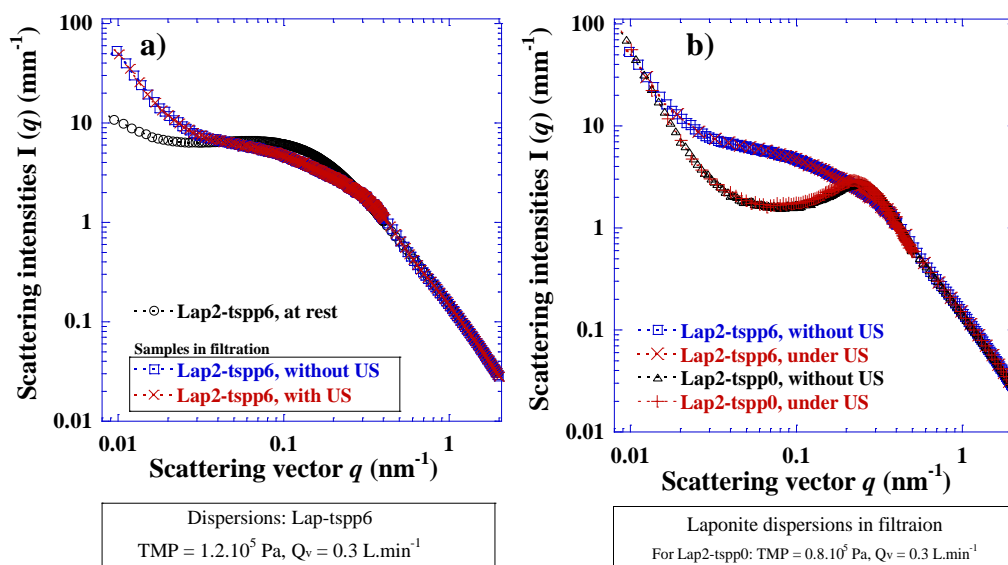 a)
Scattering intensities I (q) (mm⁻¹)
100
10
1
0.1
0.01
Lap2-tspp6, at rest
Samples in filtration
Lap2-tspp6, without US
Lap2-tspp6, with US
0.01 0.1 1
Scattering vector q (nm⁻¹)
Dispersions: Lap-tspp6
TMP = 1.2.10⁵ Pa, Qᵥ = 0.3 L.min⁻¹
b)
Scattering intensities I (q) (mm⁻¹)
100
10
1
0.1
0.01
Lap2-tspp6, without US
Lap2-tspp6, under US
Lap2-tspp0, without US
Lap2-tspp0, under US
0.01 0.1 1
Scattering vector q (nm⁻¹)
Laponite dispersions in filtraion
For Lap2-tspp0: TMP = 0.8.10⁵ Pa, Qᵥ = 0.3 L.min⁻¹